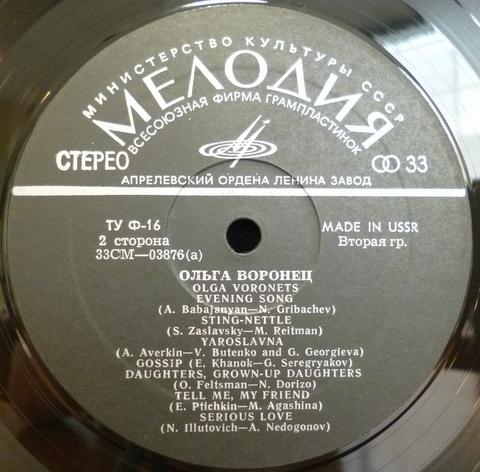 МИНИСТЕРСТВО КУЛЬТУРЫ СССР
МЕЛОДИЯ
ВСЕСОЮЗНАЯ ФИРМА ГРАМПЛАСТИНОК
СТЕРЕО
33
АПРЕЛЕВСКИЙ ОРДЕНА ЛЕНИНА ЗАВОД
ТУ Ф-16
MADE IN USSR
2 сторона
Вторая гр.
33СМ—03876(а)
ОЛЬГА ВОРОНЕЦ
OLGA VORONETS
EVENING SONG
(A. Babajanyan—N. Gribachev)
STING-NETTLE
(S. Zaslavsky—M. Reitman)
YAROSLAVNA
(A. Averkin—V. Butenko and G. Georgieva)
GOSSIP (E. Khanok—G. Seregryakov)
DAUGHTERS, GROWN-UP DAUGHTERS
(O. Feltsman—N. Dorizo)
TELL ME, MY FRIEND
(E. Ptichkin—M. Agashina)
SERIOUS LOVE
(N. Illutovich—A. Nedogonov)